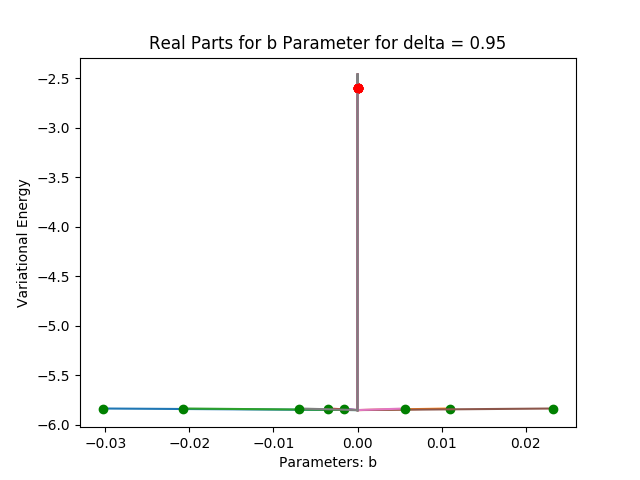 Real Parts for b Parameter for delta = 0.95
−2.5
−3.0
−3.5
−4.0
−4.5
−5.0
−5.5
−6.0
Variational Energy
−0.03 −0.02 −0.01 0.00 0.01 0.02
Parameters: b